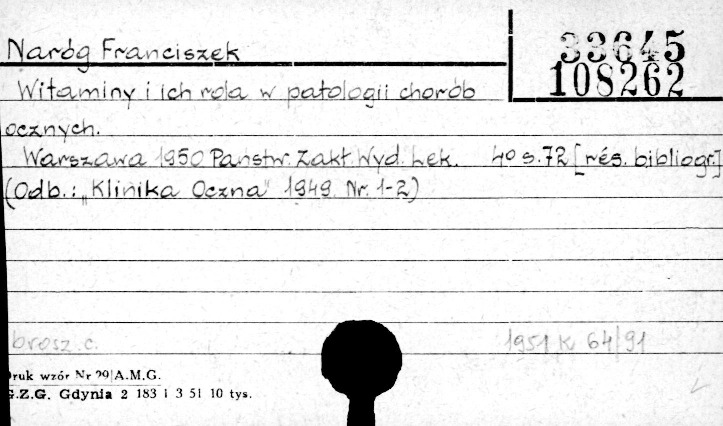 Naróg Franciszek
33645
108262
Witaminy i ich rola w patologii chorób
ocznych.
Warszawa 1950 Państw. Zakł. Wyd. Lek. 4º s. 72 [rés. bibliogr.]
(Odb.: „Klinika Oczna" 1949 Nr. 1-2)
brosz. c.
1951 K 64/91
Druk wzór Nr 29 A.M.G.
G.Z.G. Gdynia 2 183 i 3 51 10 tys.